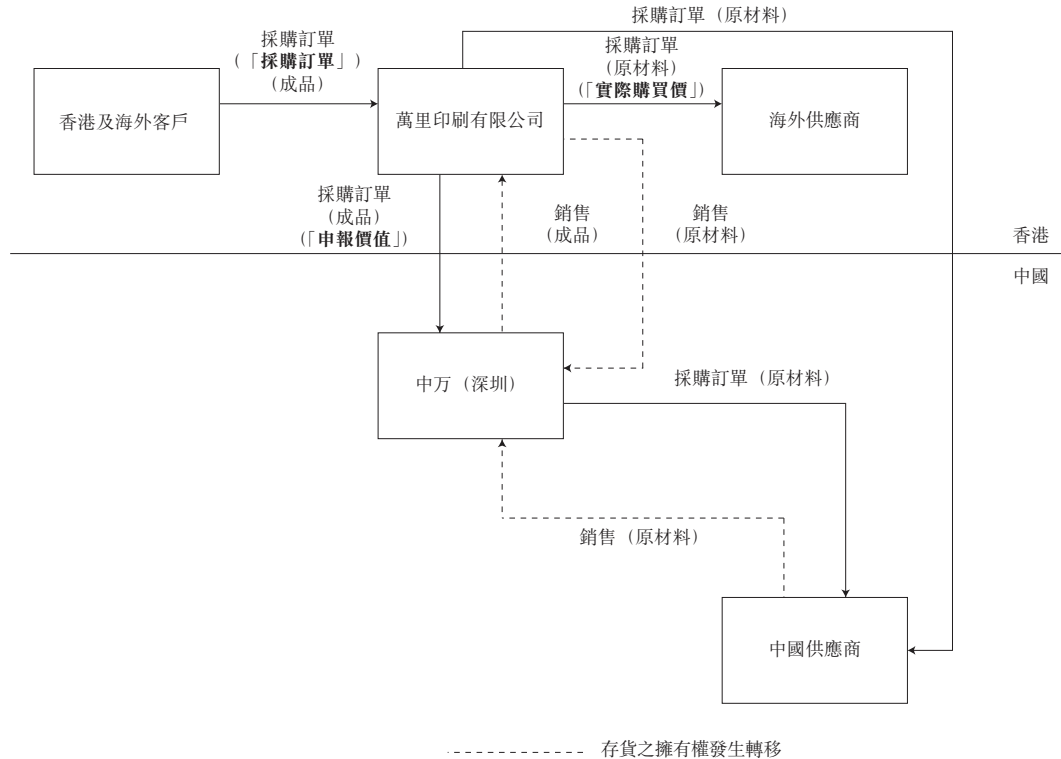 採購訂單（原材料）
採購訂單
（「採購訂單」）
（成品）
採購訂單
（原材料）
（「實際購買價」）
香港及海外客戶
萬里印刷有限公司
海外供應商
採購訂單
（成品）
（「申報價值」）
銷售
（成品）
銷售
（原材料）
香港
中國
中万（深圳）
採購訂單（原材料）
銷售（原材料）
中國供應商
存貨之擁有權發生轉移